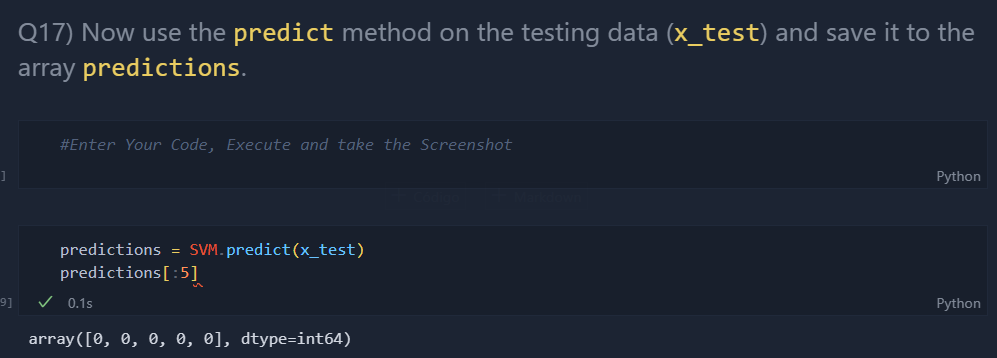 Q17) Now use the predict method on the testing data (x_test) and save it to the
array predictions.
#Enter Your Code, Execute and take the Screenshot
]
Python
predictions = SVM.predict(x_test)
predictions[:5]
9]
0.1s
Python
array([0, 0, 0, 0, 0], dtype=int64)